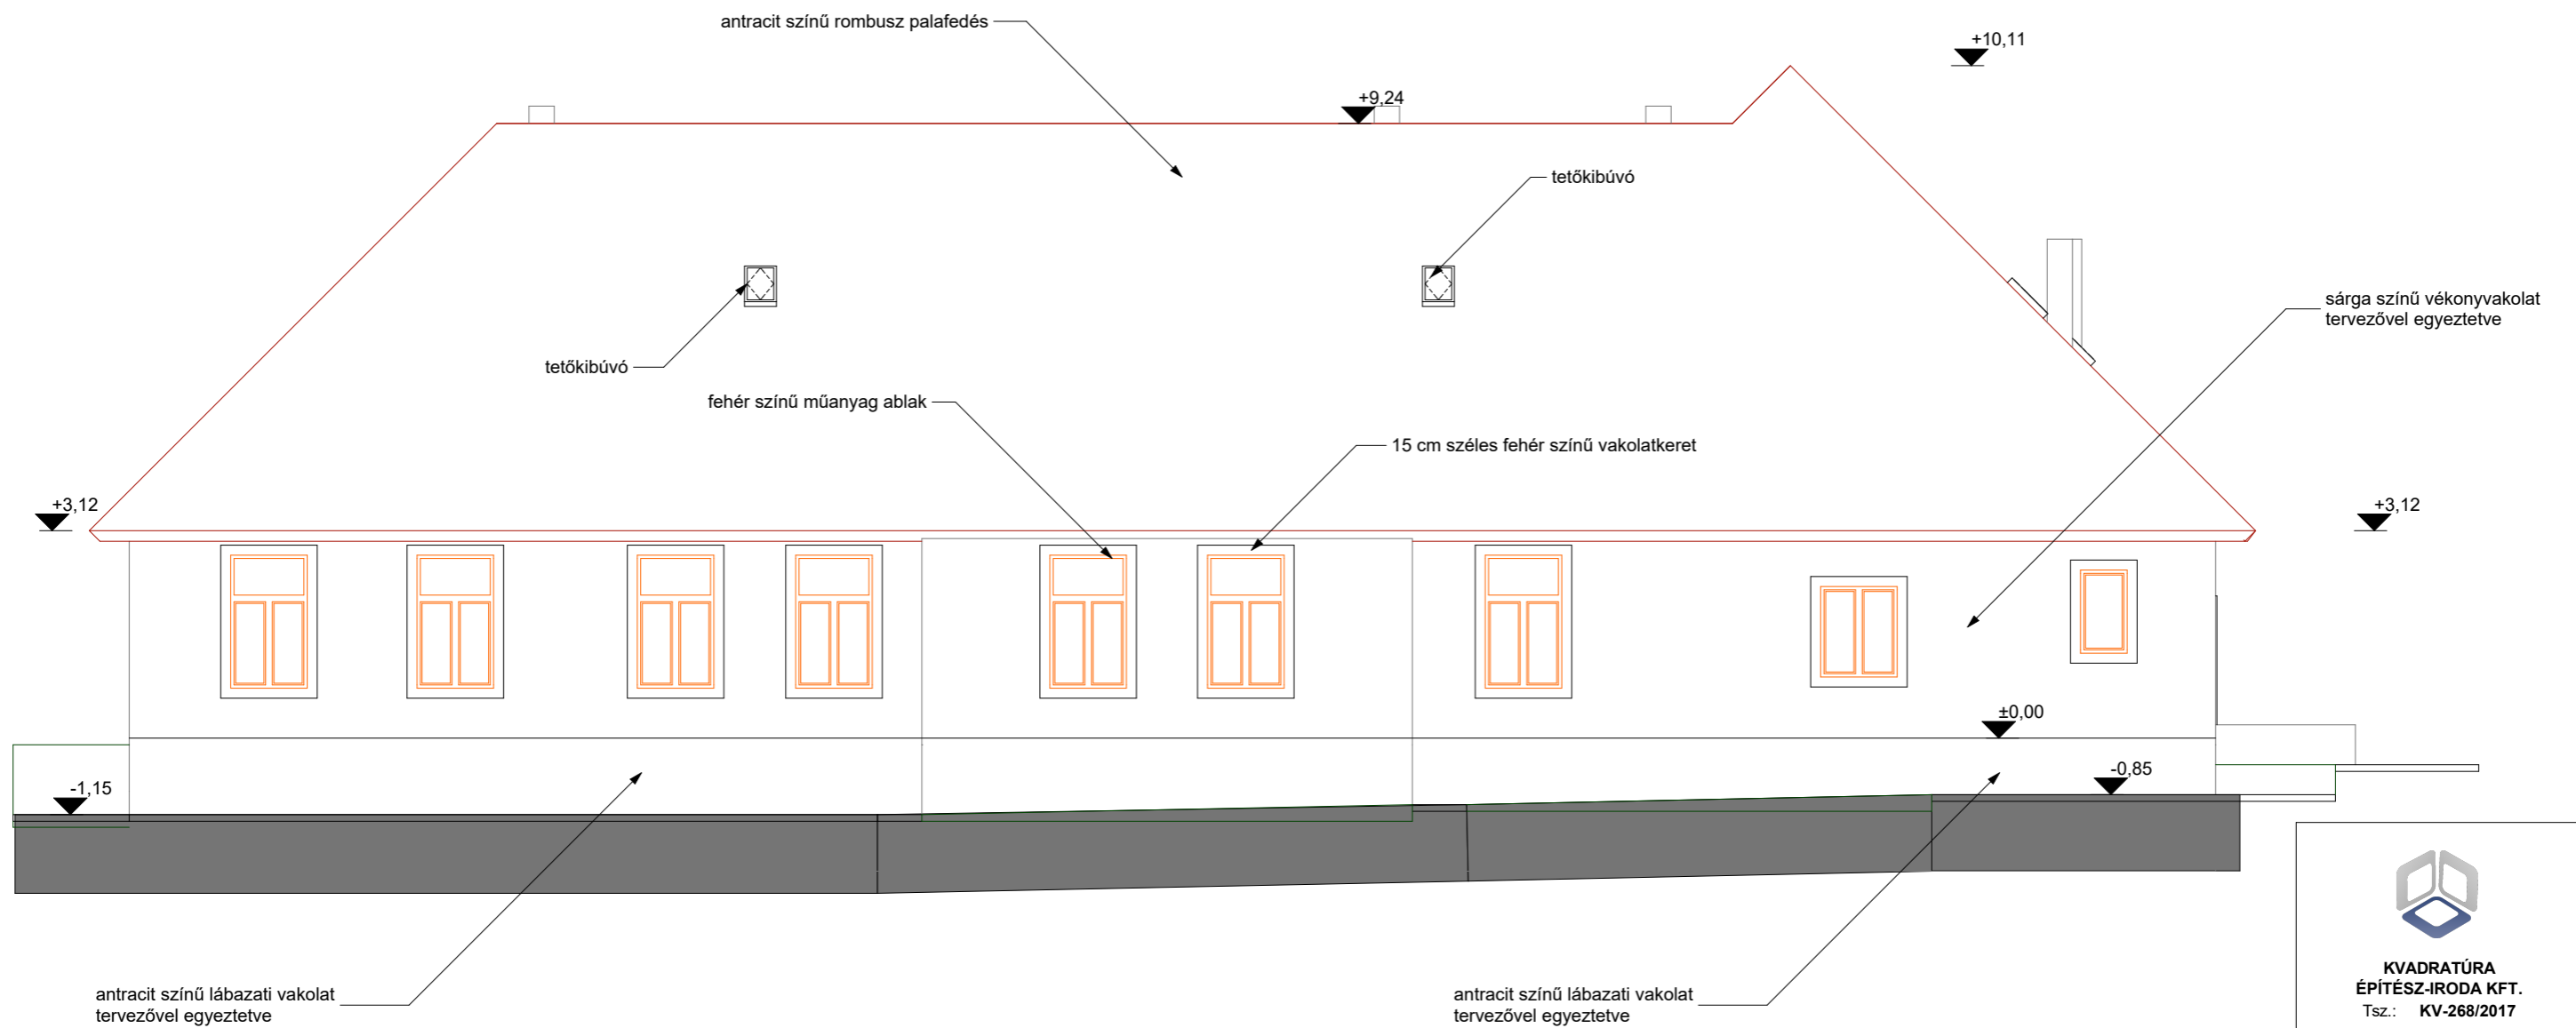 antracit színű rombusz palafedés
+10,11
+9,24
tetőkibúvó
sárga színű vékonyvakolat
tervezővel egyeztetve
tetőkibúvó
fehér színű műanyag ablak
15 cm széles fehér színű vakolatkeret
+3,12
+3,12
±0,00
-1,15
-0,85
antracit színű lábazati vakolat
tervezővel egyeztetve
antracit színű lábazati vakolat
tervezővel egyeztetve
KVADRATÚRA
ÉPÍTÉSZ-IRODA KFT.
Tsz.: KV-268/2017